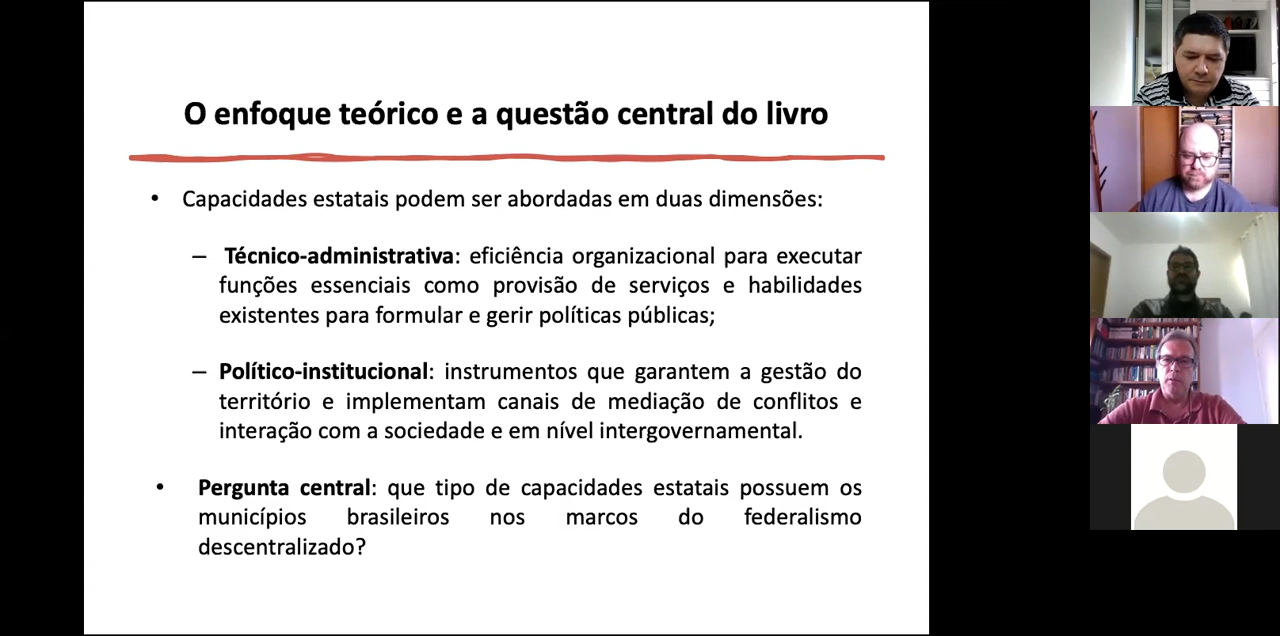 O enfoque teórico e a questão central do livro
• Capacidades estatais podem ser abordadas em duas dimensões:
– Técnico-administrativa: eficiência organizacional para executar
funções essenciais como provisão de serviços e habilidades
existentes para formular e gerir políticas públicas;
– Político-institucional: instrumentos que garantem a gestão do
território e implementam canais de mediação de conflitos e
interação com a sociedade e em nível intergovernamental.
• Pergunta central: que tipo de capacidades estatais possuem os
municípios brasileiros nos marcos do federalismo
descentralizado?